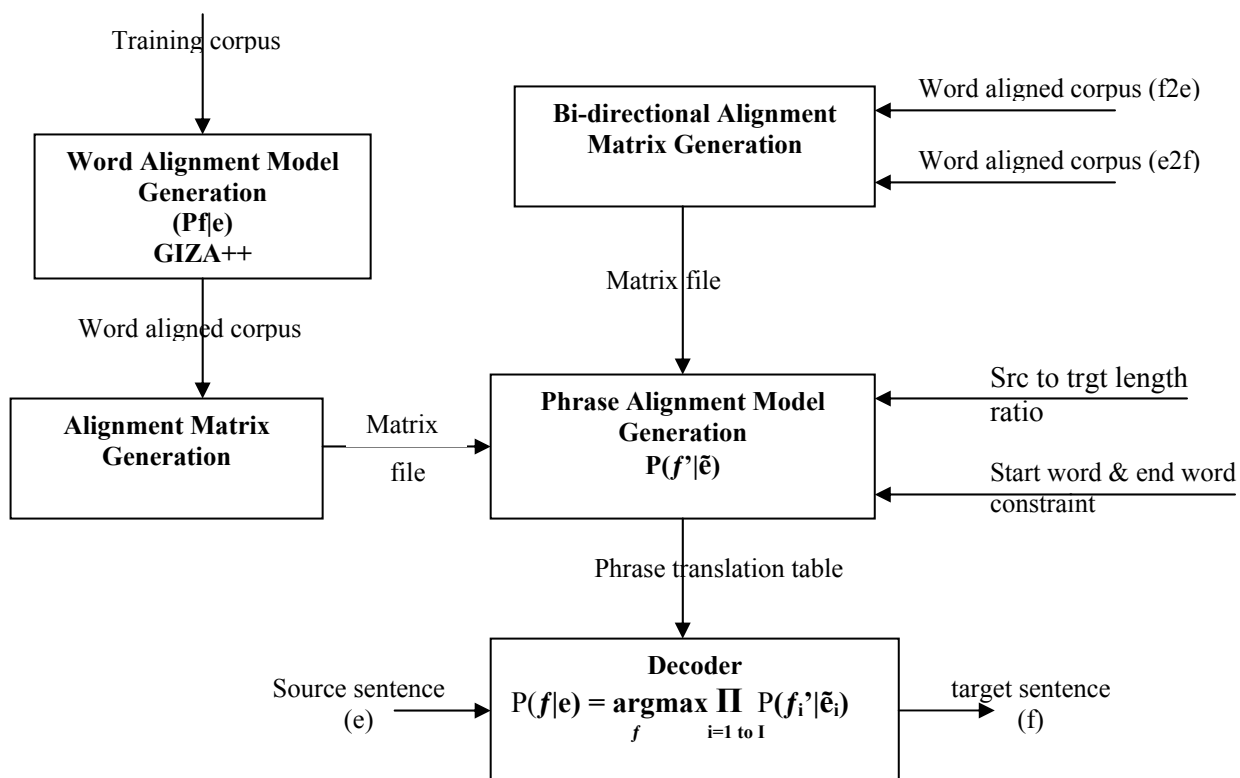 Training corpus
Word Alignment Model
Generation
(Pf|e)
GIZA++
Word aligned corpus
Alignment Matrix
Generation
Matrix
file
Bi-directional Alignment
Matrix Generation
Word aligned corpus (f2e)
Word aligned corpus (e2f)
Matrix file
Phrase Alignment Model
Generation
P(f’|ẽ)
Src to trgt length
ratio
Start word & end word
constraint
Phrase translation table
Source sentence
(e)
Decoder
P(f|e) = argmax Π P(fᵢ’|ẽᵢ)
f i=1 to I
target sentence
(f)